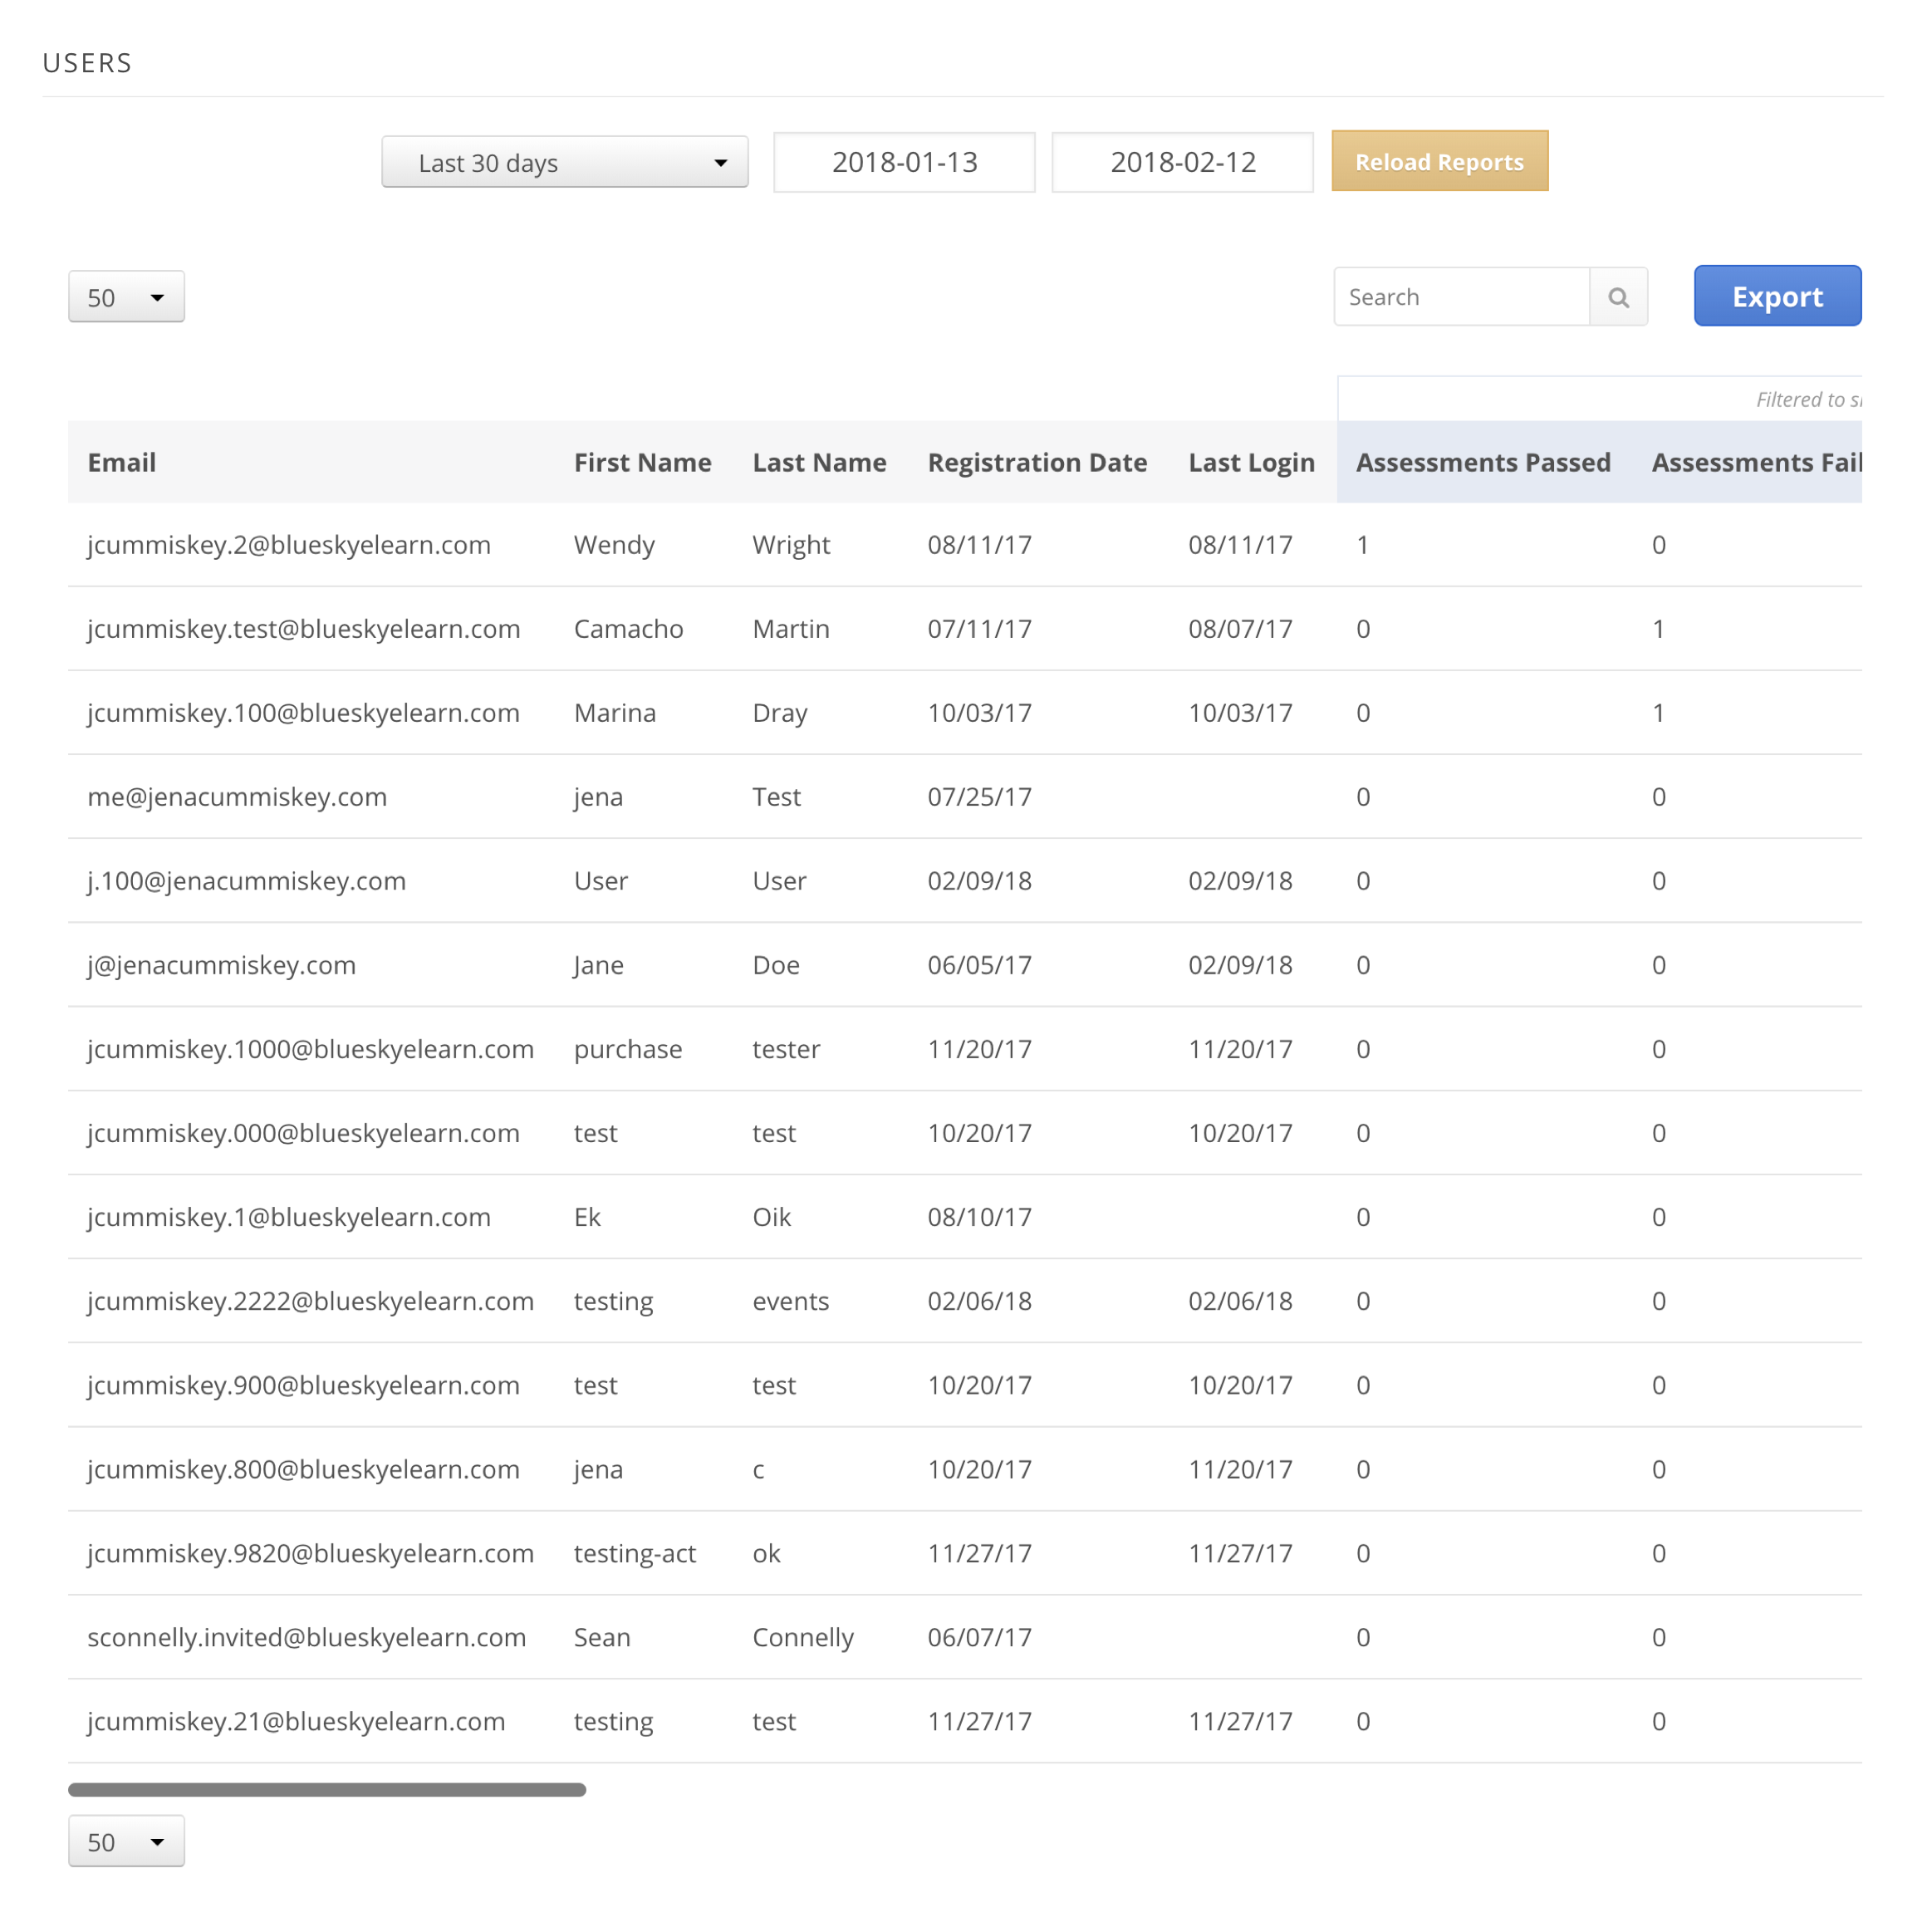 USERS
Last 30 days 2018-01-13 2018-02-12 Reload Reports
50 Search Export
Filtered to
Email First Name Last Name Registration Date Last Login Assessments Passed Assessments Fail
jcummiskey.2@blueskyelearn.com Wendy Wright 08/11/17 08/11/17 1 0
jcummiskey.test@blueskyelearn.com Camacho Martin 07/11/17 08/07/17 0 1
jcummiskey.100@blueskyelearn.com Marina Dray 10/03/17 10/03/17 0 1
me@jenacummiskey.com jena Test 07/25/17 0 0
j.100@jenacummiskey.com User User 02/09/18 02/09/18 0 0
j@jenacummiskey.com Jane Doe 06/05/17 02/09/18 0 0
jcummiskey.1000@blueskyelearn.com purchase tester 11/20/17 11/20/17 0 0
jcummiskey.000@blueskyelearn.com test test 10/20/17 10/20/17 0 0
jcummiskey.1@blueskyelearn.com Ek Oik 08/10/17 0 0
jcummiskey.2222@blueskyelearn.com testing events 02/06/18 02/06/18 0 0
jcummiskey.900@blueskyelearn.com test test 10/20/17 10/20/17 0 0
jcummiskey.800@blueskyelearn.com jena c 10/20/17 11/20/17 0 0
jcummiskey.9820@blueskyelearn.com testing-act ok 11/27/17 11/27/17 0 0
sconnelly.invited@blueskyelearn.com Sean Connelly 06/07/17 0 0
jcummiskey.21@blueskyelearn.com testing test 11/27/17 11/27/17 0 0
50